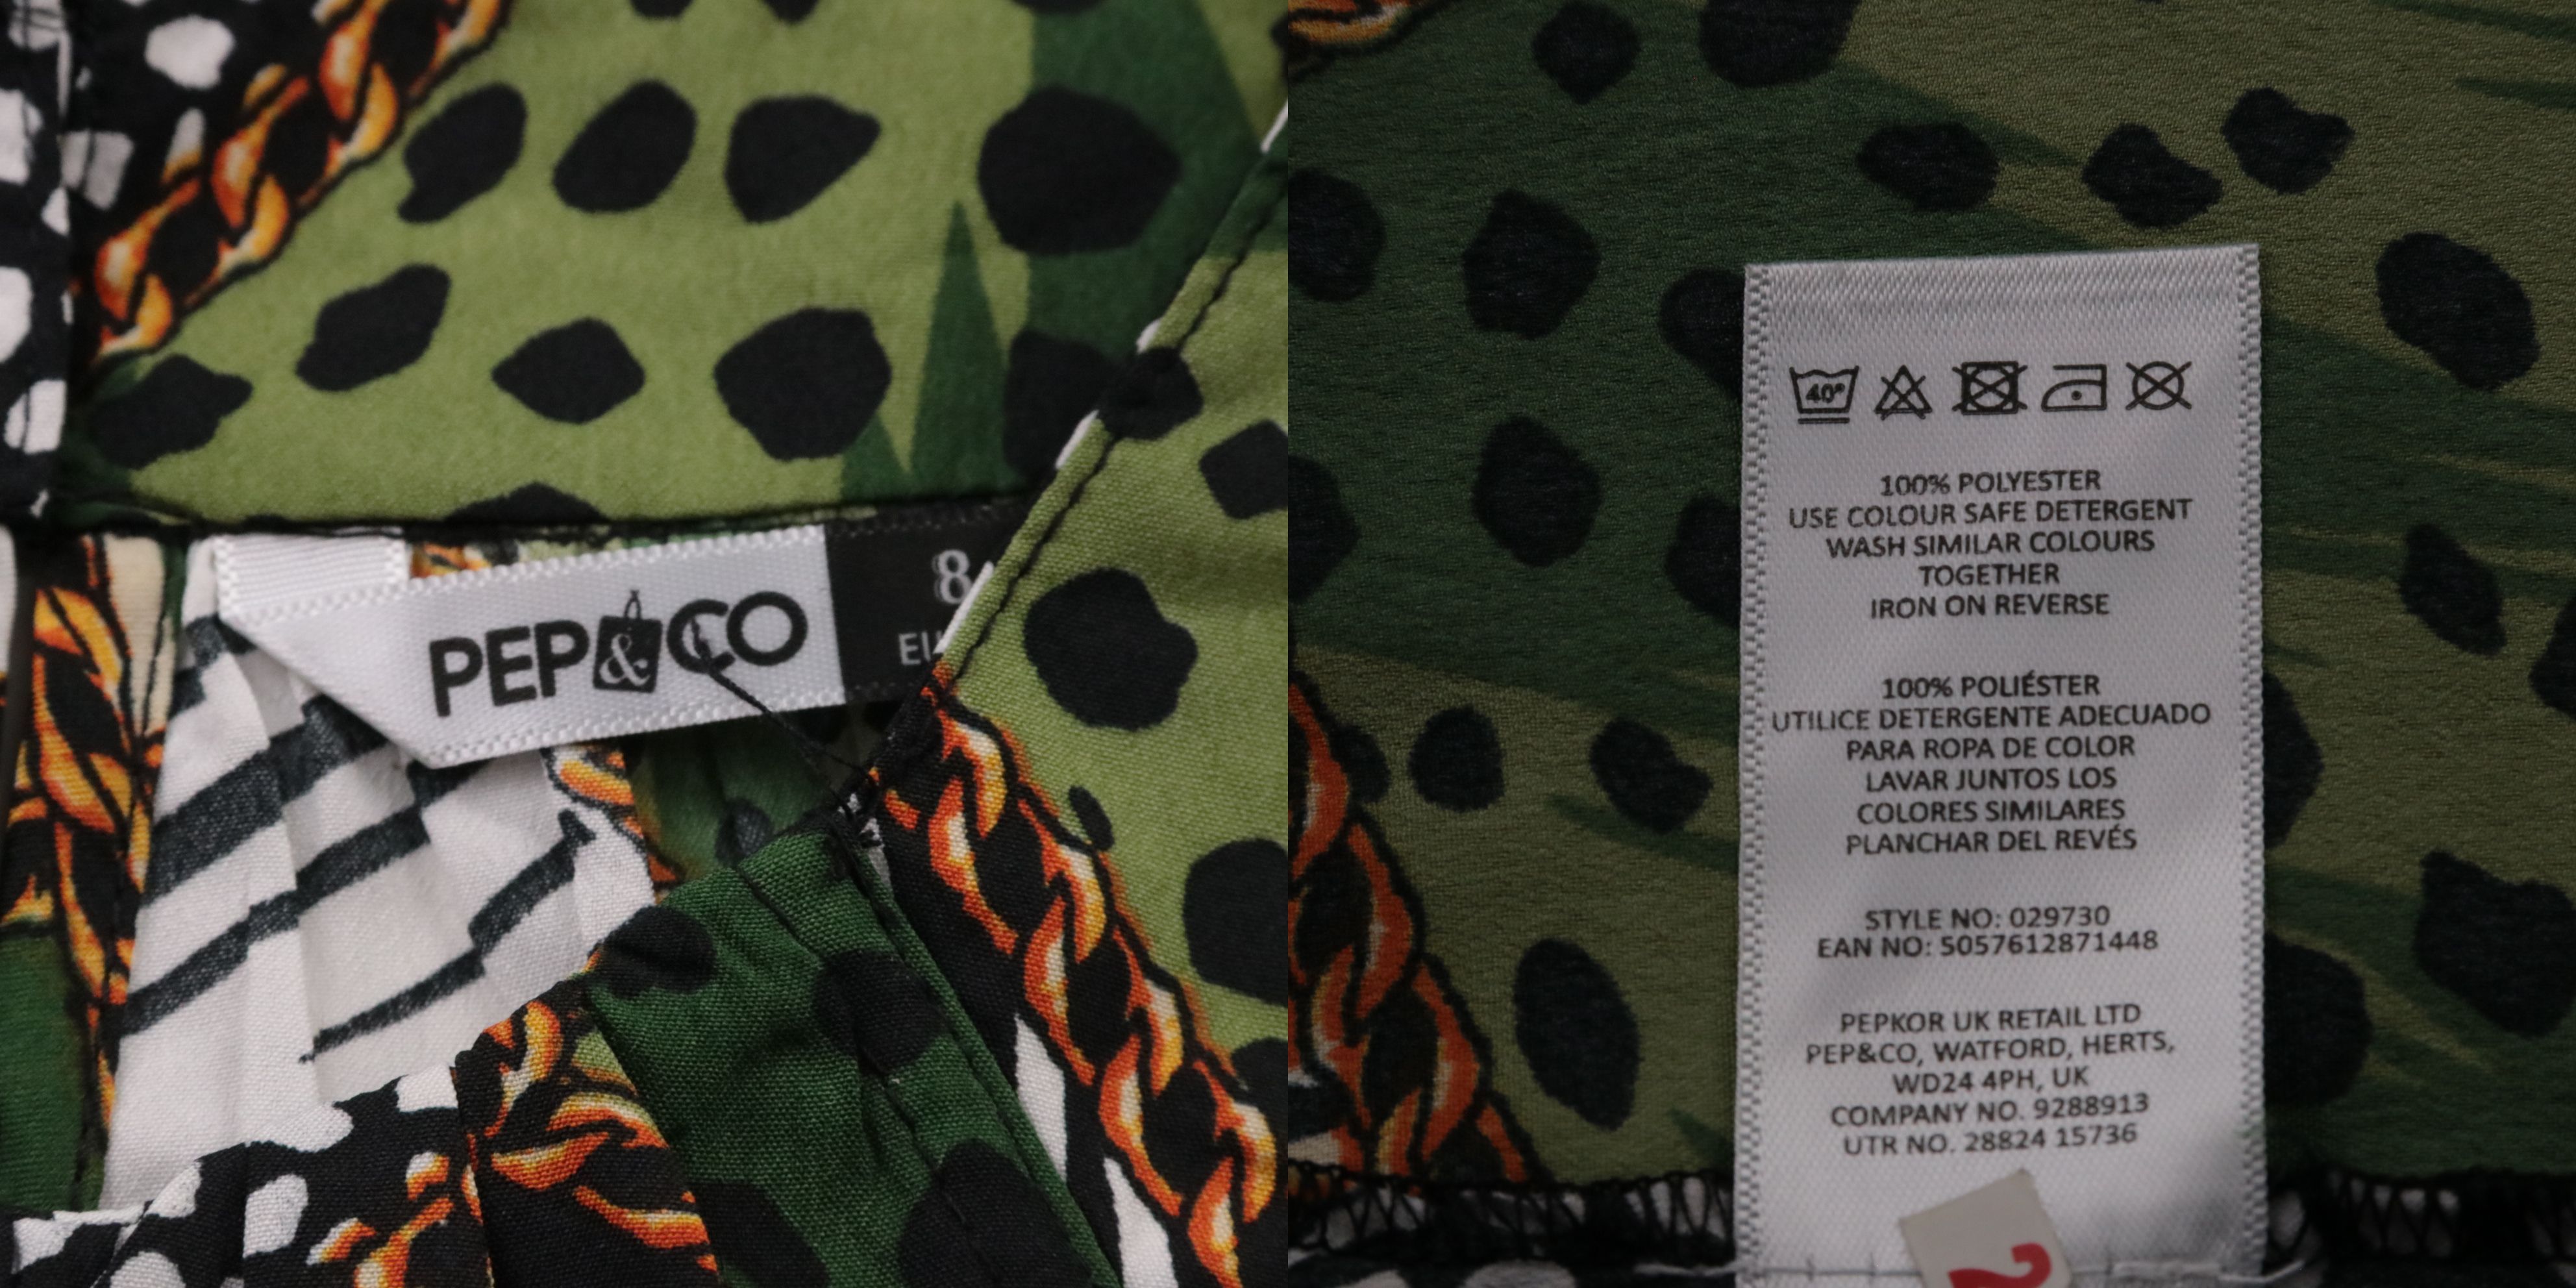 PEP&CO
8
EU
40°
100% POLYESTER
USE COLOUR SAFE DETERGENT
WASH SIMILAR COLOURS
TOGETHER
IRON ON REVERSE
100% POLIÉSTER
UTILICE DETERGENTE ADECUADO
PARA ROPA DE COLOR
LAVAR JUNTOS LOS
COLORES SIMILARES
PLANCHAR DEL REVÉS
STYLE NO: 029730
EAN NO: 5057612871448
PEPKOR UK RETAIL LTD
PEP&CO, WATFORD, HERTS,
WD24 4PH, UK
COMPANY NO. 9288913
UTR NO. 28824 15736
2